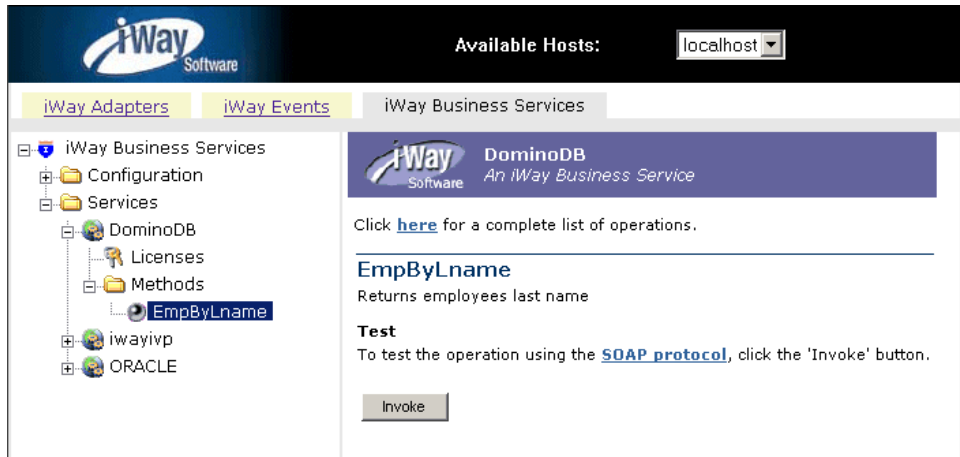 iWay
Software
Available Hosts:
localhost
iWay Adapters
iWay Events
iWay Business Services
iWay Business Services
Configuration
Services
DominoDB
Licenses
Methods
EmpByLname
iwayivp
ORACLE
iWay
Software
DominoDB
An iWay Business Service
Click here for a complete list of operations.
EmpByLname
Returns employees last name
Test
To test the operation using the SOAP protocol, click the 'Invoke' button.
Invoke